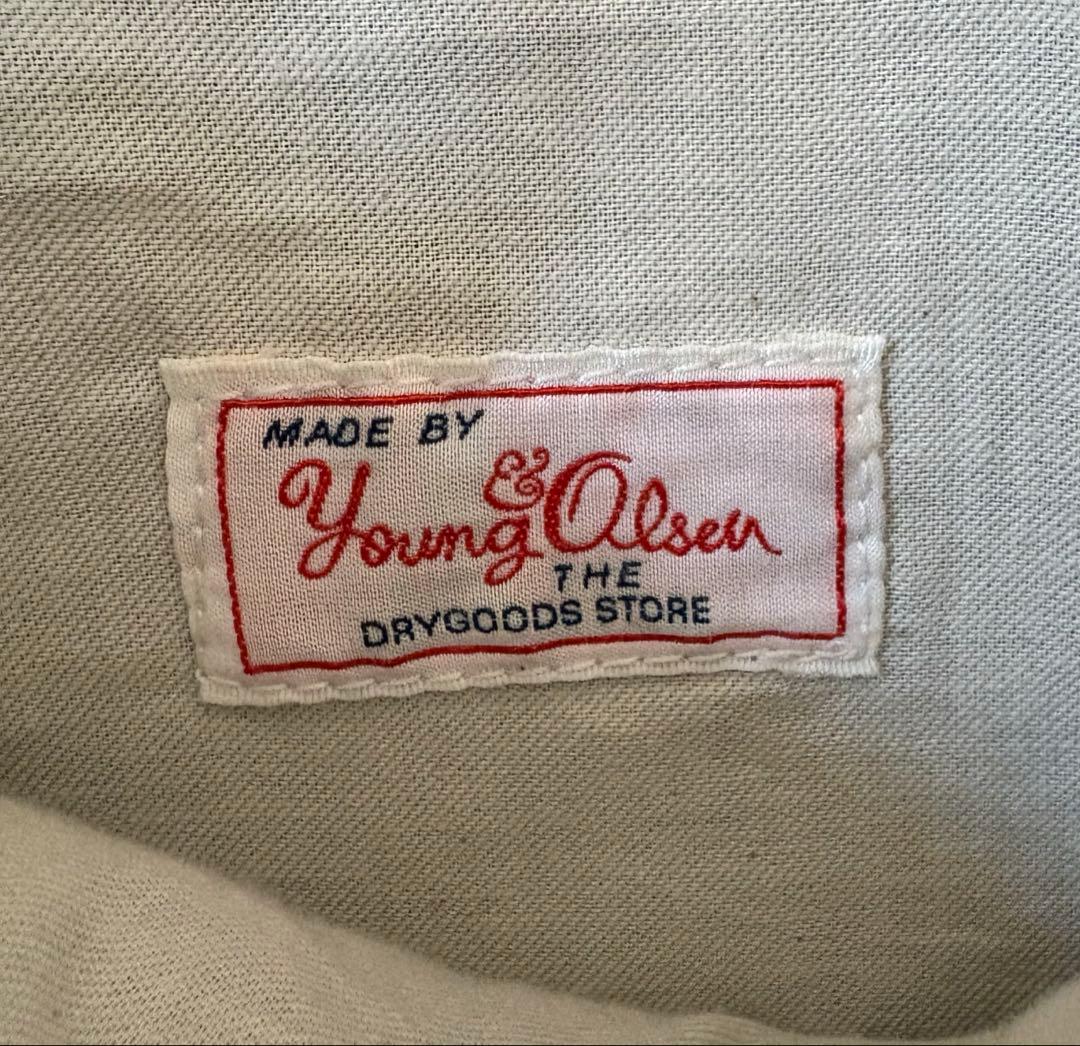 MADE BY
Young & Olsen
THE
DRYGOODS STORE